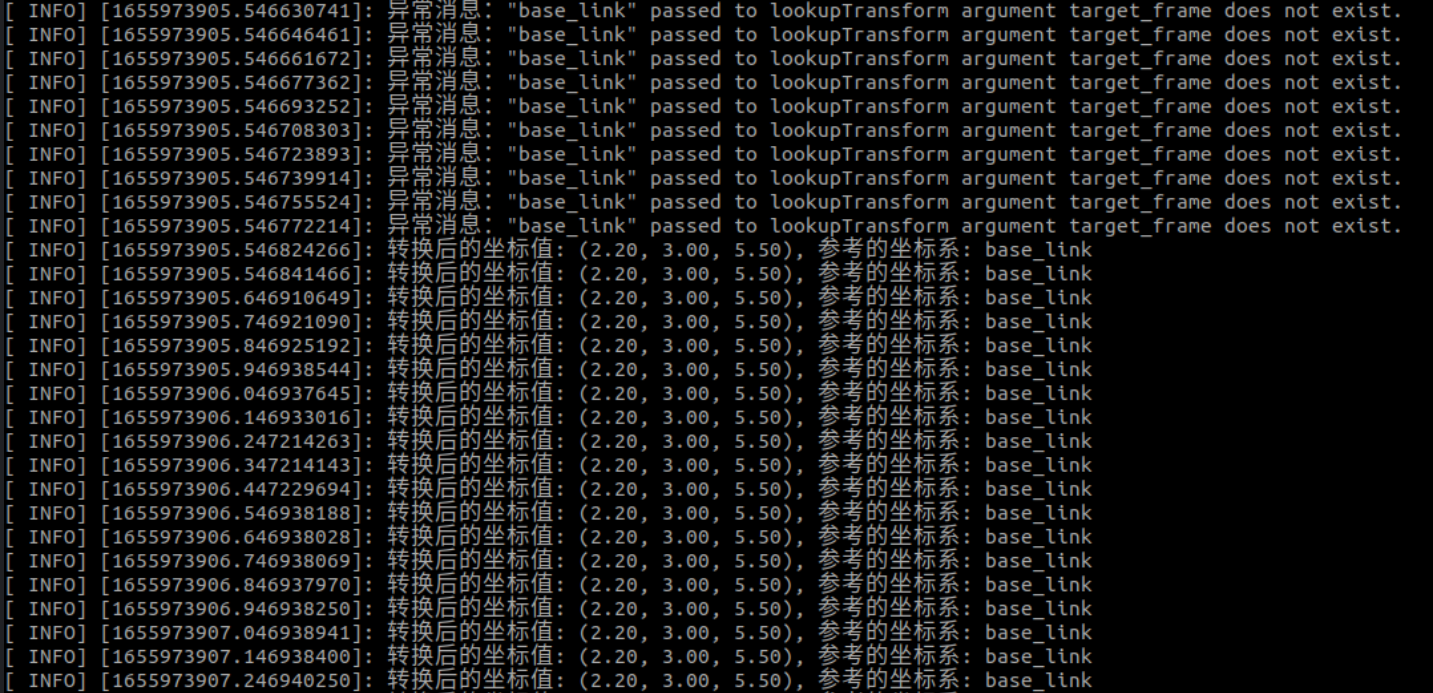 [ INFO] [1655973905.546630741]: 异常消息："base_link" passed to lookupTransform argument target_frame does not exist.
[ INFO] [1655973905.546646461]: 异常消息："base_link" passed to lookupTransform argument target_frame does not exist.
[ INFO] [1655973905.546661672]: 异常消息："base_link" passed to lookupTransform argument target_frame does not exist.
[ INFO] [1655973905.546677362]: 异常消息："base_link" passed to lookupTransform argument target_frame does not exist.
[ INFO] [1655973905.546693252]: 异常消息："base_link" passed to lookupTransform argument target_frame does not exist.
[ INFO] [1655973905.546708303]: 异常消息："base_link" passed to lookupTransform argument target_frame does not exist.
[ INFO] [1655973905.546723893]: 异常消息："base_link" passed to lookupTransform argument target_frame does not exist.
[ INFO] [1655973905.546739914]: 异常消息："base_link" passed to lookupTransform argument target_frame does not exist.
[ INFO] [1655973905.546755524]: 异常消息："base_link" passed to lookupTransform argument target_frame does not exist.
[ INFO] [1655973905.546772214]: 异常消息："base_link" passed to lookupTransform argument target_frame does not exist.
[ INFO] [1655973905.546824266]: 转换后的坐标值: (2.20, 3.00, 5.50), 参考的坐标系: base_link
[ INFO] [1655973905.546841466]: 转换后的坐标值: (2.20, 3.00, 5.50), 参考的坐标系: base_link
[ INFO] [1655973905.646910649]: 转换后的坐标值: (2.20, 3.00, 5.50), 参考的坐标系: base_link
[ INFO] [1655973905.746921090]: 转换后的坐标值: (2.20, 3.00, 5.50), 参考的坐标系: base_link
[ INFO] [1655973905.846925192]: 转换后的坐标值: (2.20, 3.00, 5.50), 参考的坐标系: base_link
[ INFO] [1655973905.946938544]: 转换后的坐标值: (2.20, 3.00, 5.50), 参考的坐标系: base_link
[ INFO] [1655973906.046937645]: 转换后的坐标值: (2.20, 3.00, 5.50), 参考的坐标系: base_link
[ INFO] [1655973906.146933016]: 转换后的坐标值: (2.20, 3.00, 5.50), 参考的坐标系: base_link
[ INFO] [1655973906.247214263]: 转换后的坐标值: (2.20, 3.00, 5.50), 参考的坐标系: base_link
[ INFO] [1655973906.347214143]: 转换后的坐标值: (2.20, 3.00, 5.50), 参考的坐标系: base_link
[ INFO] [1655973906.447229694]: 转换后的坐标值: (2.20, 3.00, 5.50), 参考的坐标系: base_link
[ INFO] [1655973906.546938188]: 转换后的坐标值: (2.20, 3.00, 5.50), 参考的坐标系: base_link
[ INFO] [1655973906.646938028]: 转换后的坐标值: (2.20, 3.00, 5.50), 参考的坐标系: base_link
[ INFO] [1655973906.746938069]: 转换后的坐标值: (2.20, 3.00, 5.50), 参考的坐标系: base_link
[ INFO] [1655973906.846937970]: 转换后的坐标值: (2.20, 3.00, 5.50), 参考的坐标系: base_link
[ INFO] [1655973906.946938250]: 转换后的坐标值: (2.20, 3.00, 5.50), 参考的坐标系: base_link
[ INFO] [1655973907.046938941]: 转换后的坐标值: (2.20, 3.00, 5.50), 参考的坐标系: base_link
[ INFO] [1655973907.146938400]: 转换后的坐标值: (2.20, 3.00, 5.50), 参考的坐标系: base_link
[ INFO] [1655973907.246940250]: 转换后的坐标值: (2.20, 3.00, 5.50), 参考的坐标系: base_link